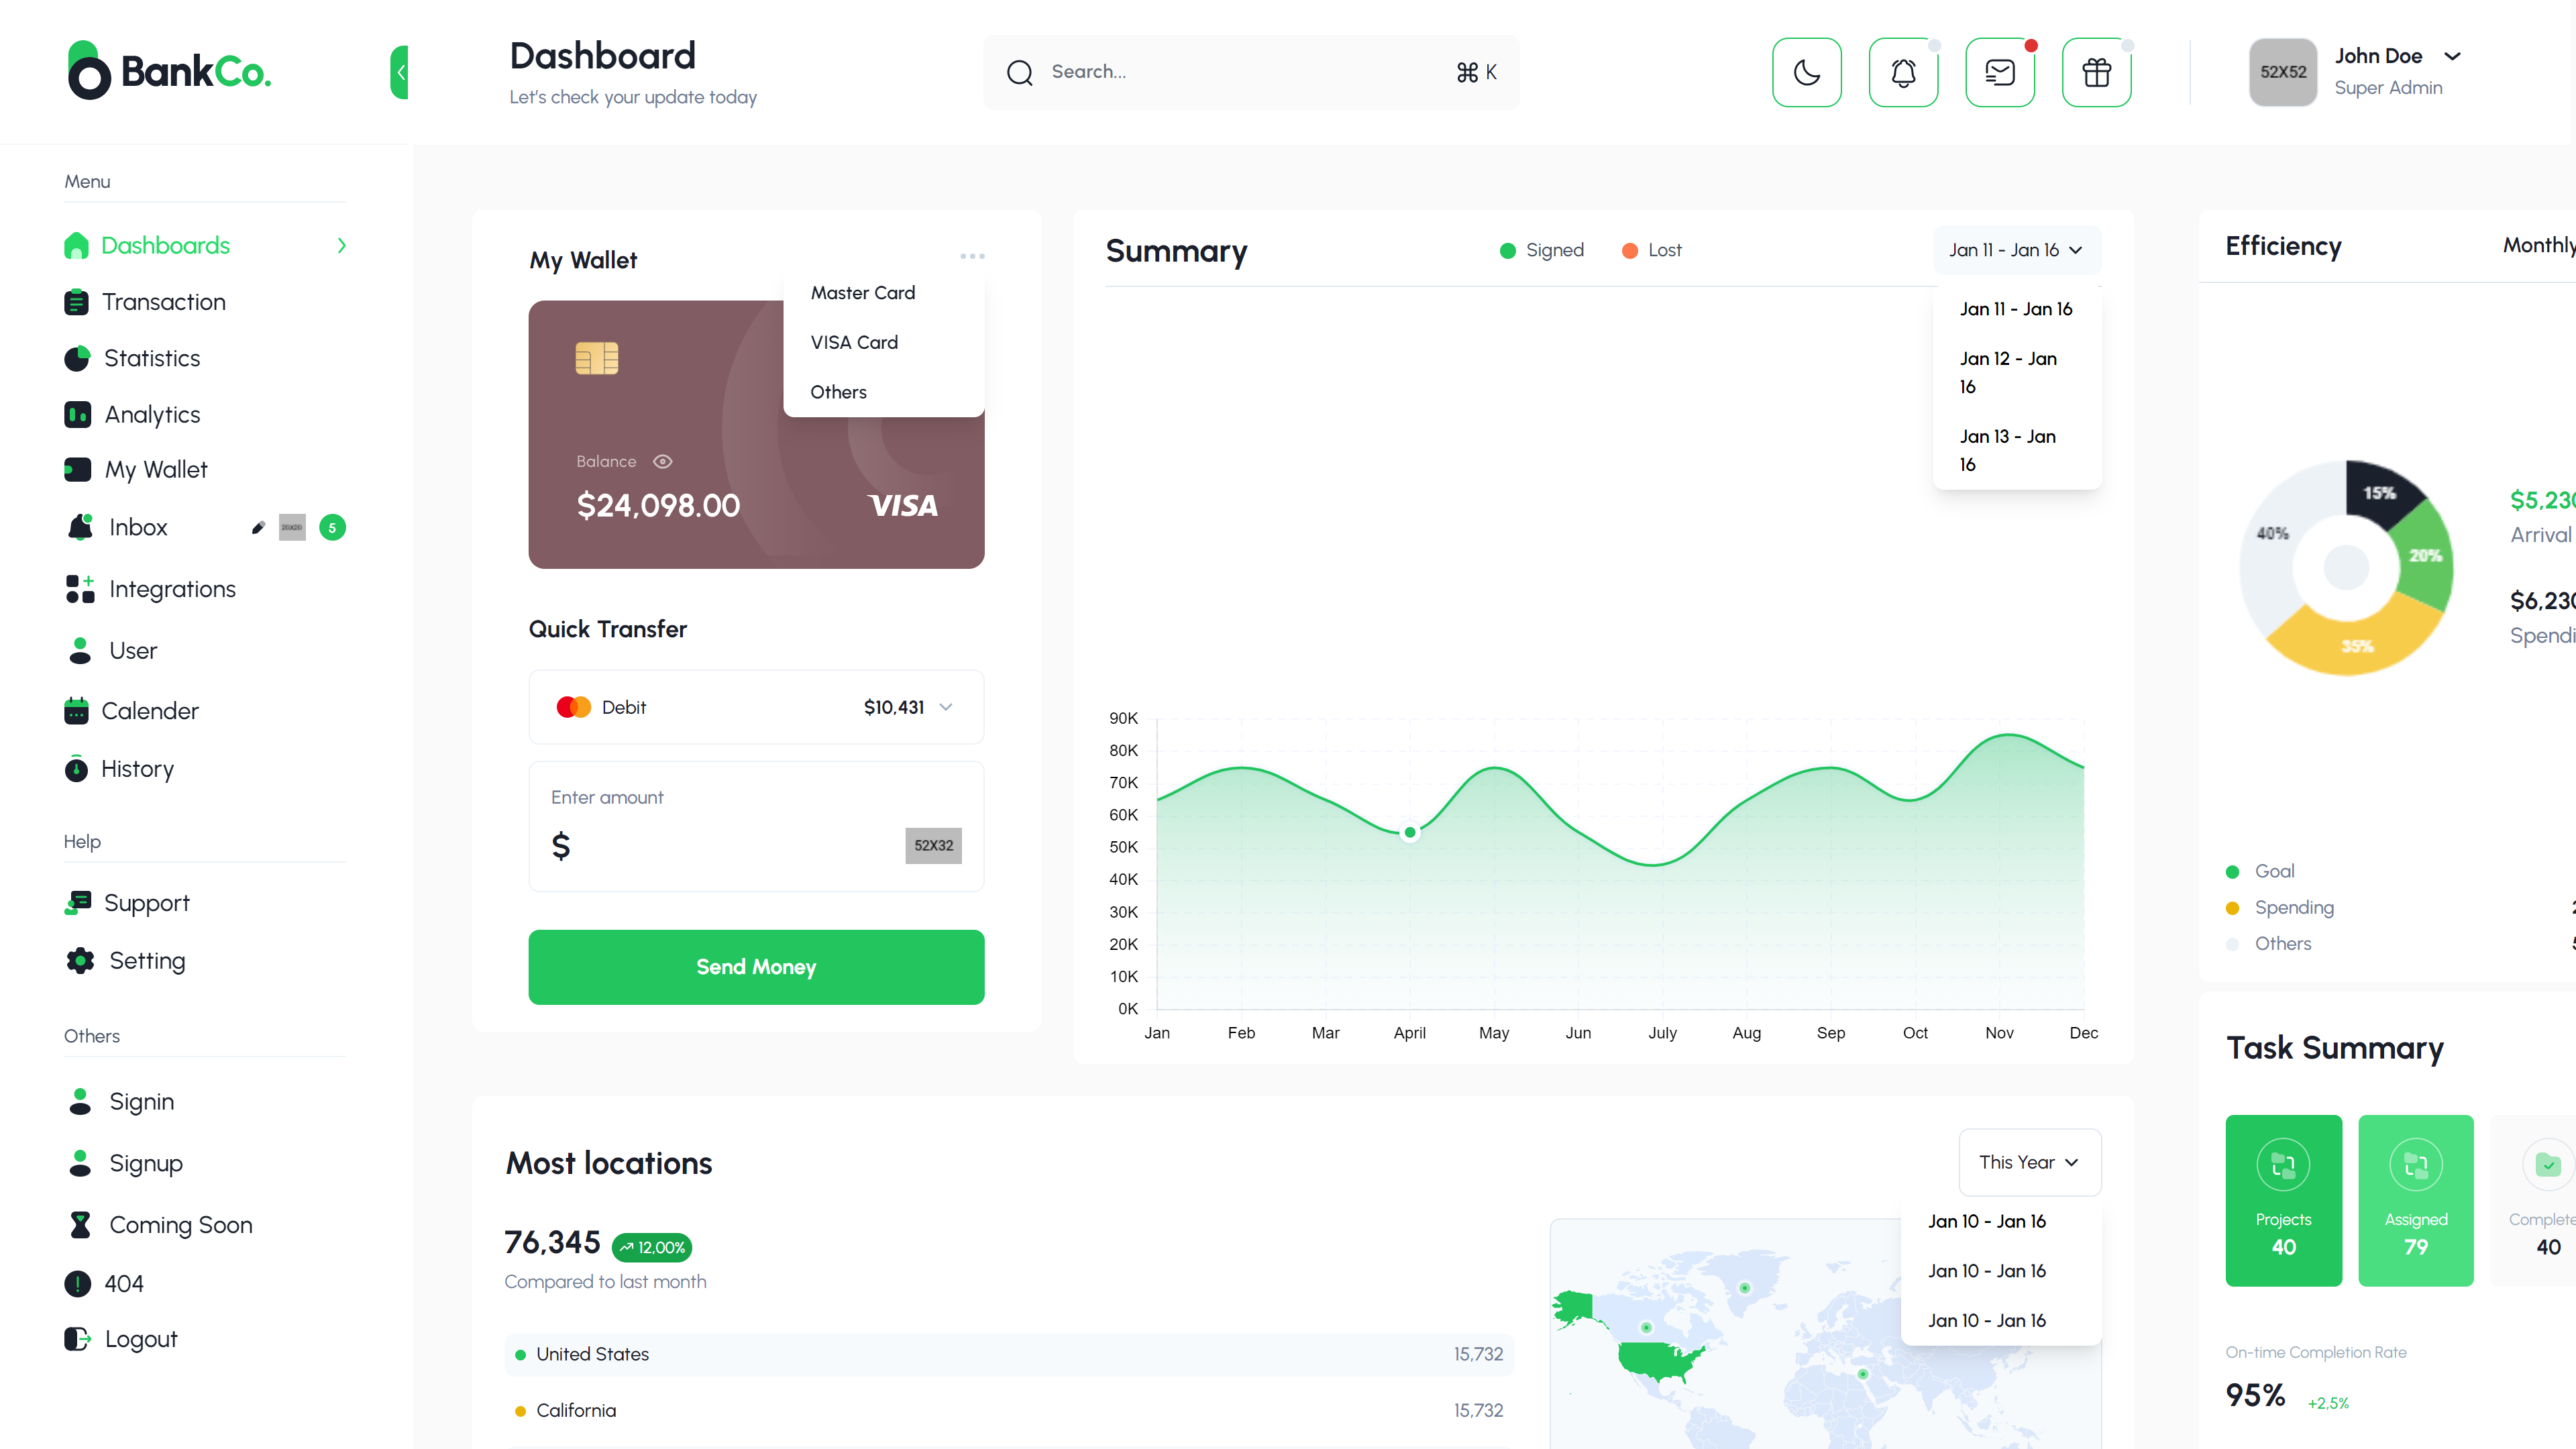 BankCo.
Dashboard
Let's check your update today
Search...
⌘ K
52X52
John Doe
Super Admin
Menu
Dashboards
Transaction
Statistics
Analytics
My Wallet
Inbox
20X20
5
Integrations
User
Calender
History
Help
Support
Setting
Others
Signin
Signup
Coming Soon
404
Logout
My Wallet
Master Card
VISA Card
Others
Balance
$24,098.00
VISA
Quick Transfer
Debit
$10,431
Enter amount
$
52X32
Send Money
Summary
Signed
Lost
Jan 11 - Jan 16
Jan 11 - Jan 16
Jan 12 - Jan
16
Jan 13 - Jan
16
90K
80K
70K
60K
50K
40K
30K
20K
10K
0K
Jan
Feb
Mar
April
May
Jun
July
Aug
Sep
Oct
Nov
Dec
Efficiency
Monthly
15%
20%
35%
40%
$5,230
Arrival
$6,230
Spendi
Goal
Spending
Others
Task Summary
Projects
40
Assigned
79
Complete
40
On-time Completion Rate
95%
+2,5%
Most locations
This Year
Jan 10 - Jan 16
Jan 10 - Jan 16
Jan 10 - Jan 16
76,345
12,00%
Compared to last month
United States
15,732
California
15,732